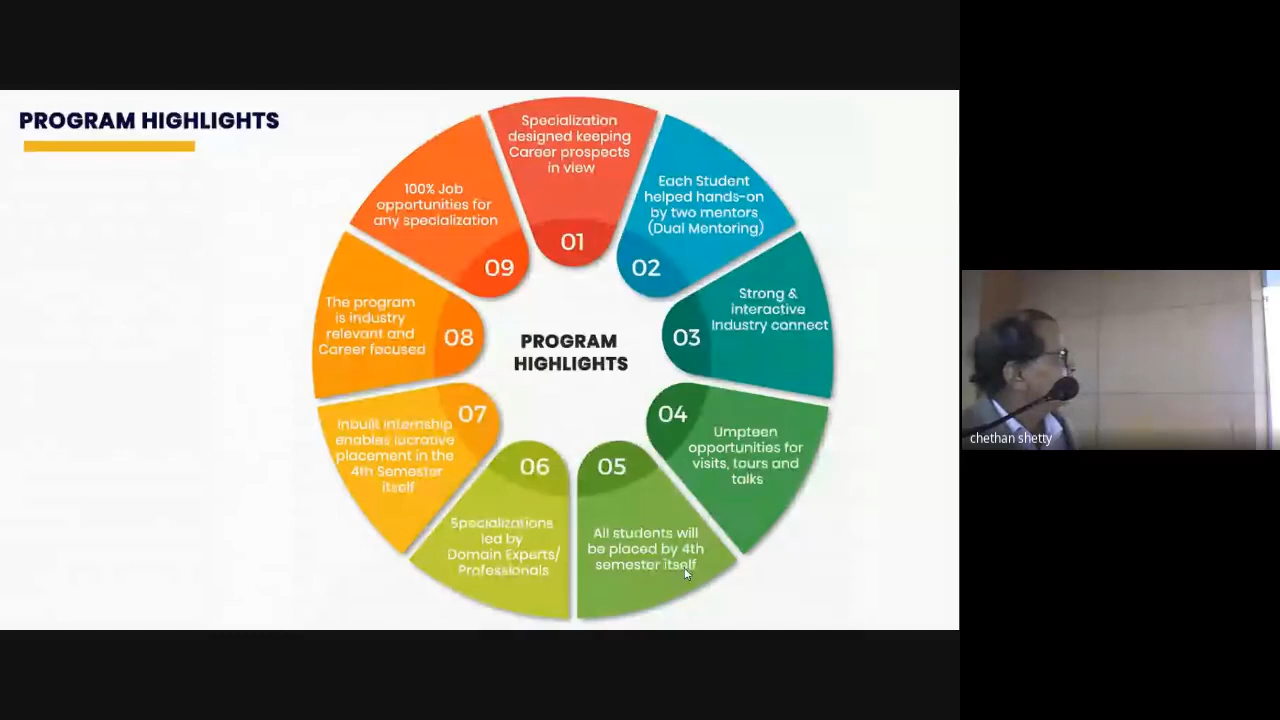 PROGRAM HIGHLIGHTS
Specialization
designed keeping
Career prospects
in view
01
Each Student
helped hands-on
by two mentors
(Dual Mentoring)
02
Strong &
interactive
Industry connect
03
04
Umpteen
opportunities for
visits, tours and
talks
05
All students will
be placed by 4th
semester itself
06
Specializations
led by
Domain Experts/
Professionals
07
Inbuilt internship
enables lucrative
placement in the
4th Semester
itself
The program
is industry
relevant and
Career focused
08
100% Job
opportunities for
any specialization
09
PROGRAM
HIGHLIGHTS
chethan shetty